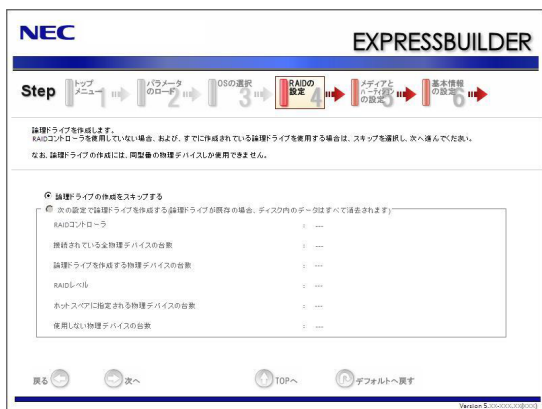 NEC
EXPRESSBUILDER
Step
トップメニュー 1
パラメータのロード 2
OSの選択 3
RAIDの設定 4
メディアとパーティションの設定 5
基本情報の設定 6
論理ドライブを作成します。
RAIDコントローラを使用していない場合、および、すでに作成されている論理ドライブを使用する場合は、スキップを選択し、次へ進んでください。
なお、論理ドライブの作成には、同型番の物理デバイスしか使用できません。
論理ドライブの作成をスキップする
次の設定で論理ドライブを作成する(論理ドライブが既存の場合、ディスク内のデータはすべて消去されます)
RAIDコントローラ : ---
接続されている全物理デバイスの台数 : ---
論理ドライブを作成する物理デバイスの台数 : ---
RAIDレベル : ---
ホットスペアに指定される物理デバイスの台数 : ---
使用しない物理デバイスの台数 : ---
戻る 次へ TOPへ デフォルトへ戻す
Version 5.